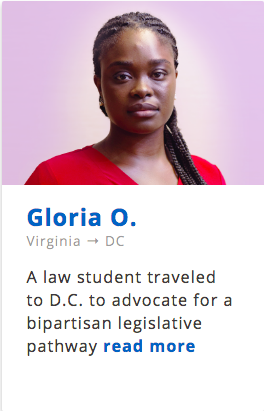 Gloria O.
Virginia → DC
A law student traveled
to D.C. to advocate for a
bipartisan legislative
pathway read more